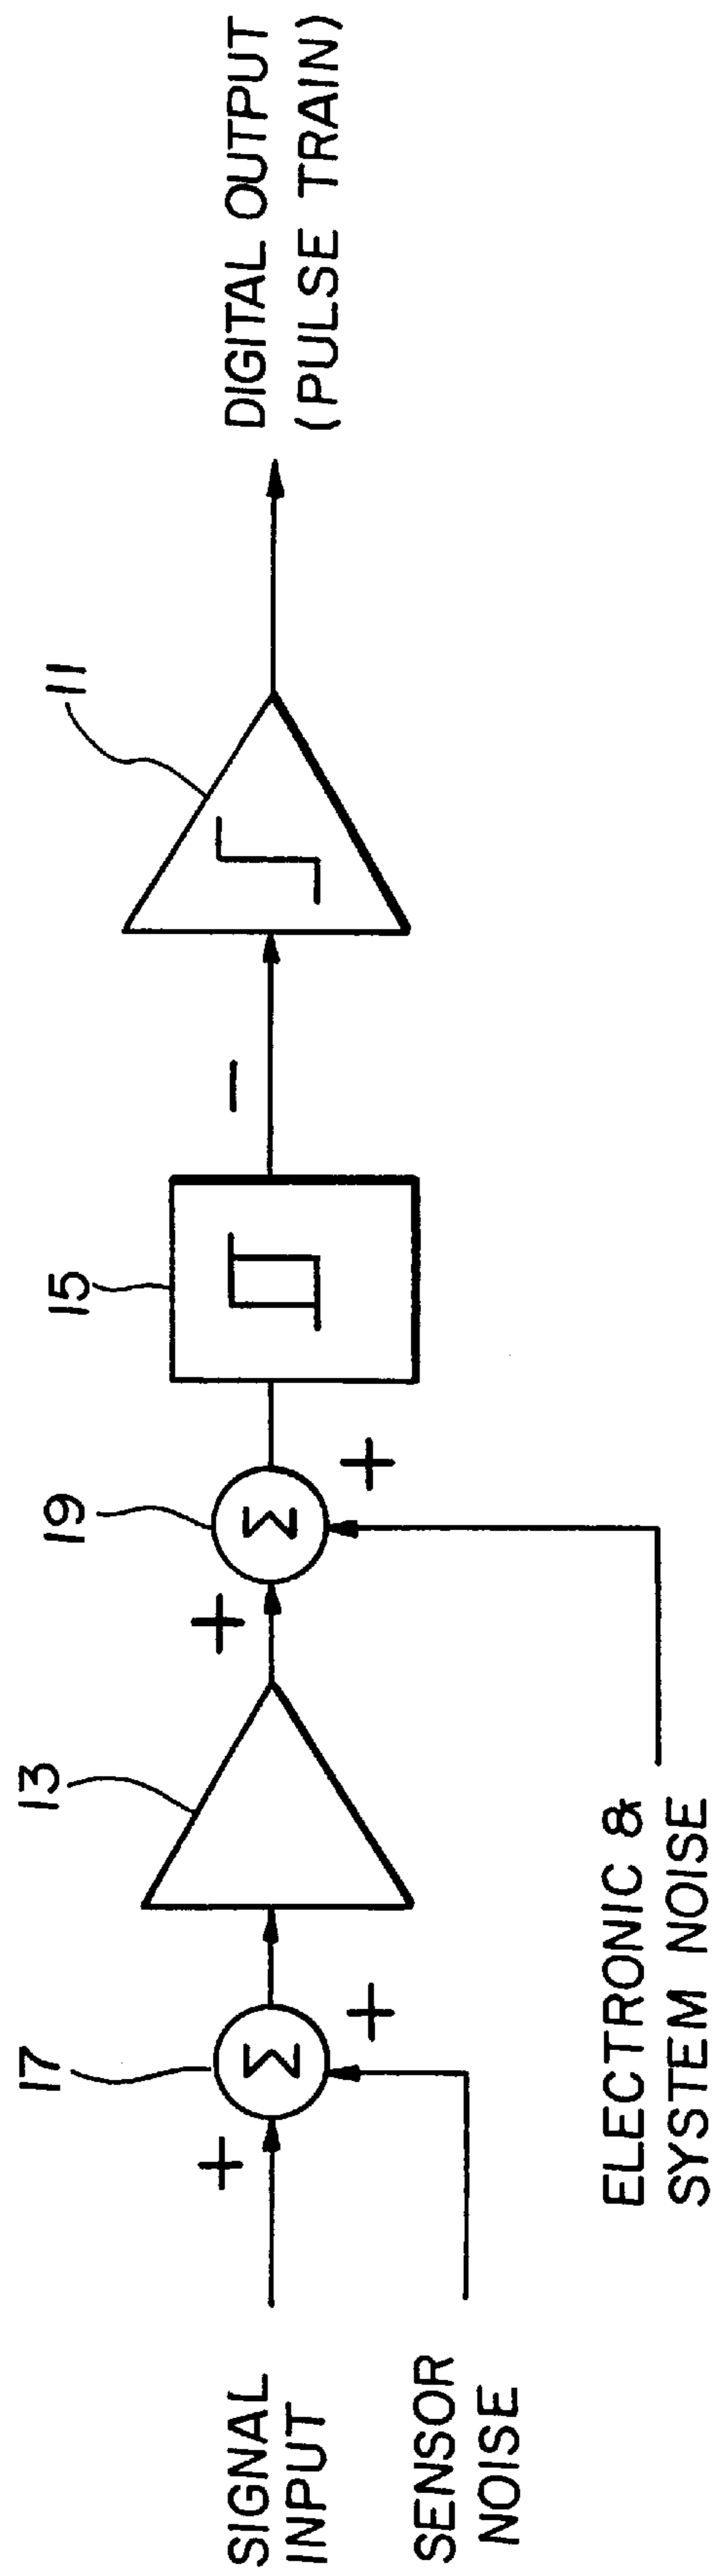 SIGNAL
INPUT
SENSOR
NOISE
17
+
Σ
+
13
ELECTRONIC &
SYSTEM NOISE
+
19
Σ
+
15
−
11
DIGITAL OUTPUT
(PULSE TRAIN)